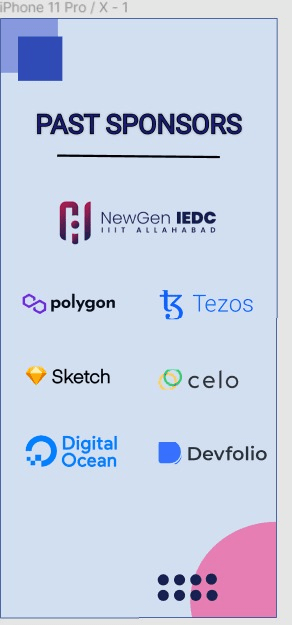 iPhone 11 Pro / X - 1
PAST SPONSORS
NewGen IEDC
IIIT ALLAHABAD
polygon
Tezos
Sketch
celo
Digital
Ocean
Devfolio